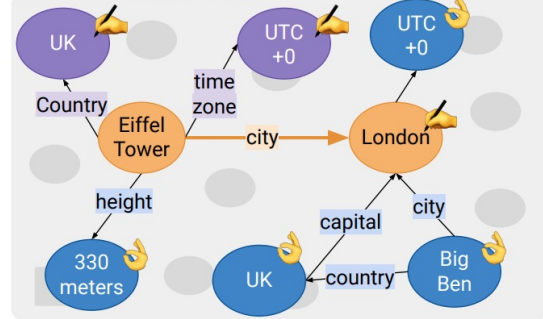 UK
UTC
+0
UTC
+0
Country
time
zone
Eiffel
Tower
city
London
height
capital
city
330
meters
UK
country
Big
Ben